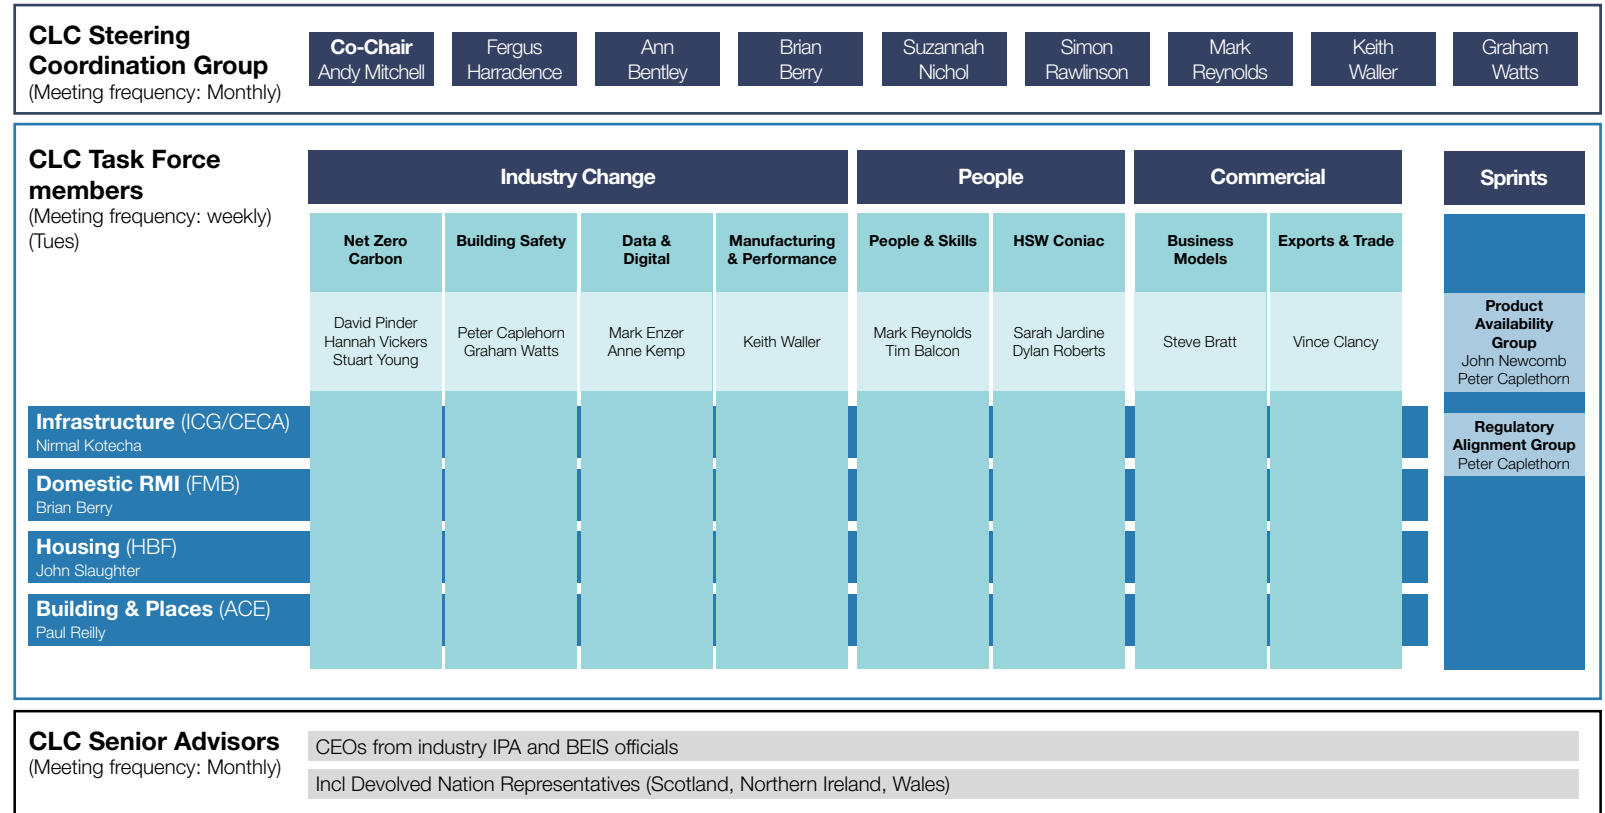 CLC Steering
Coordination Group
(Meeting frequency: Monthly)
Co-Chair
Andy Mitchell
Fergus
Harradence
Ann
Bentley
Brian
Berry
Suzannah
Nichol
Simon
Rawlinson
Mark
Reynolds
Keith
Waller
Graham
Watts
CLC Task Force
members
(Meeting frequency: weekly)
(Tues)
Industry Change
People
Commercial
Sprints
Net Zero
Carbon
Building Safety
Data &
Digital
Manufacturing
& Performance
People & Skills
HSW Coniac
Business
Models
Exports & Trade
David Pinder
Hannah Vickers
Stuart Young
Peter Caplehorn
Graham Watts
Mark Enzer
Anne Kemp
Keith Waller
Mark Reynolds
Tim Balcon
Sarah Jardine
Dylan Roberts
Steve Bratt
Vince Clancy
Product
Availability
Group
John Newcomb
Peter Caplethorn
Regulatory
Alignment Group
Peter Caplethorn
Infrastructure (ICG/CECA)
Nirmal Kotecha
Domestic RMI (FMB)
Brian Berry
Housing (HBF)
John Slaughter
Building & Places (ACE)
Paul Reilly
CLC Senior Advisors
(Meeting frequency: Monthly)
CEOs from industry IPA and BEIS officials
Incl Devolved Nation Representatives (Scotland, Northern Ireland, Wales)